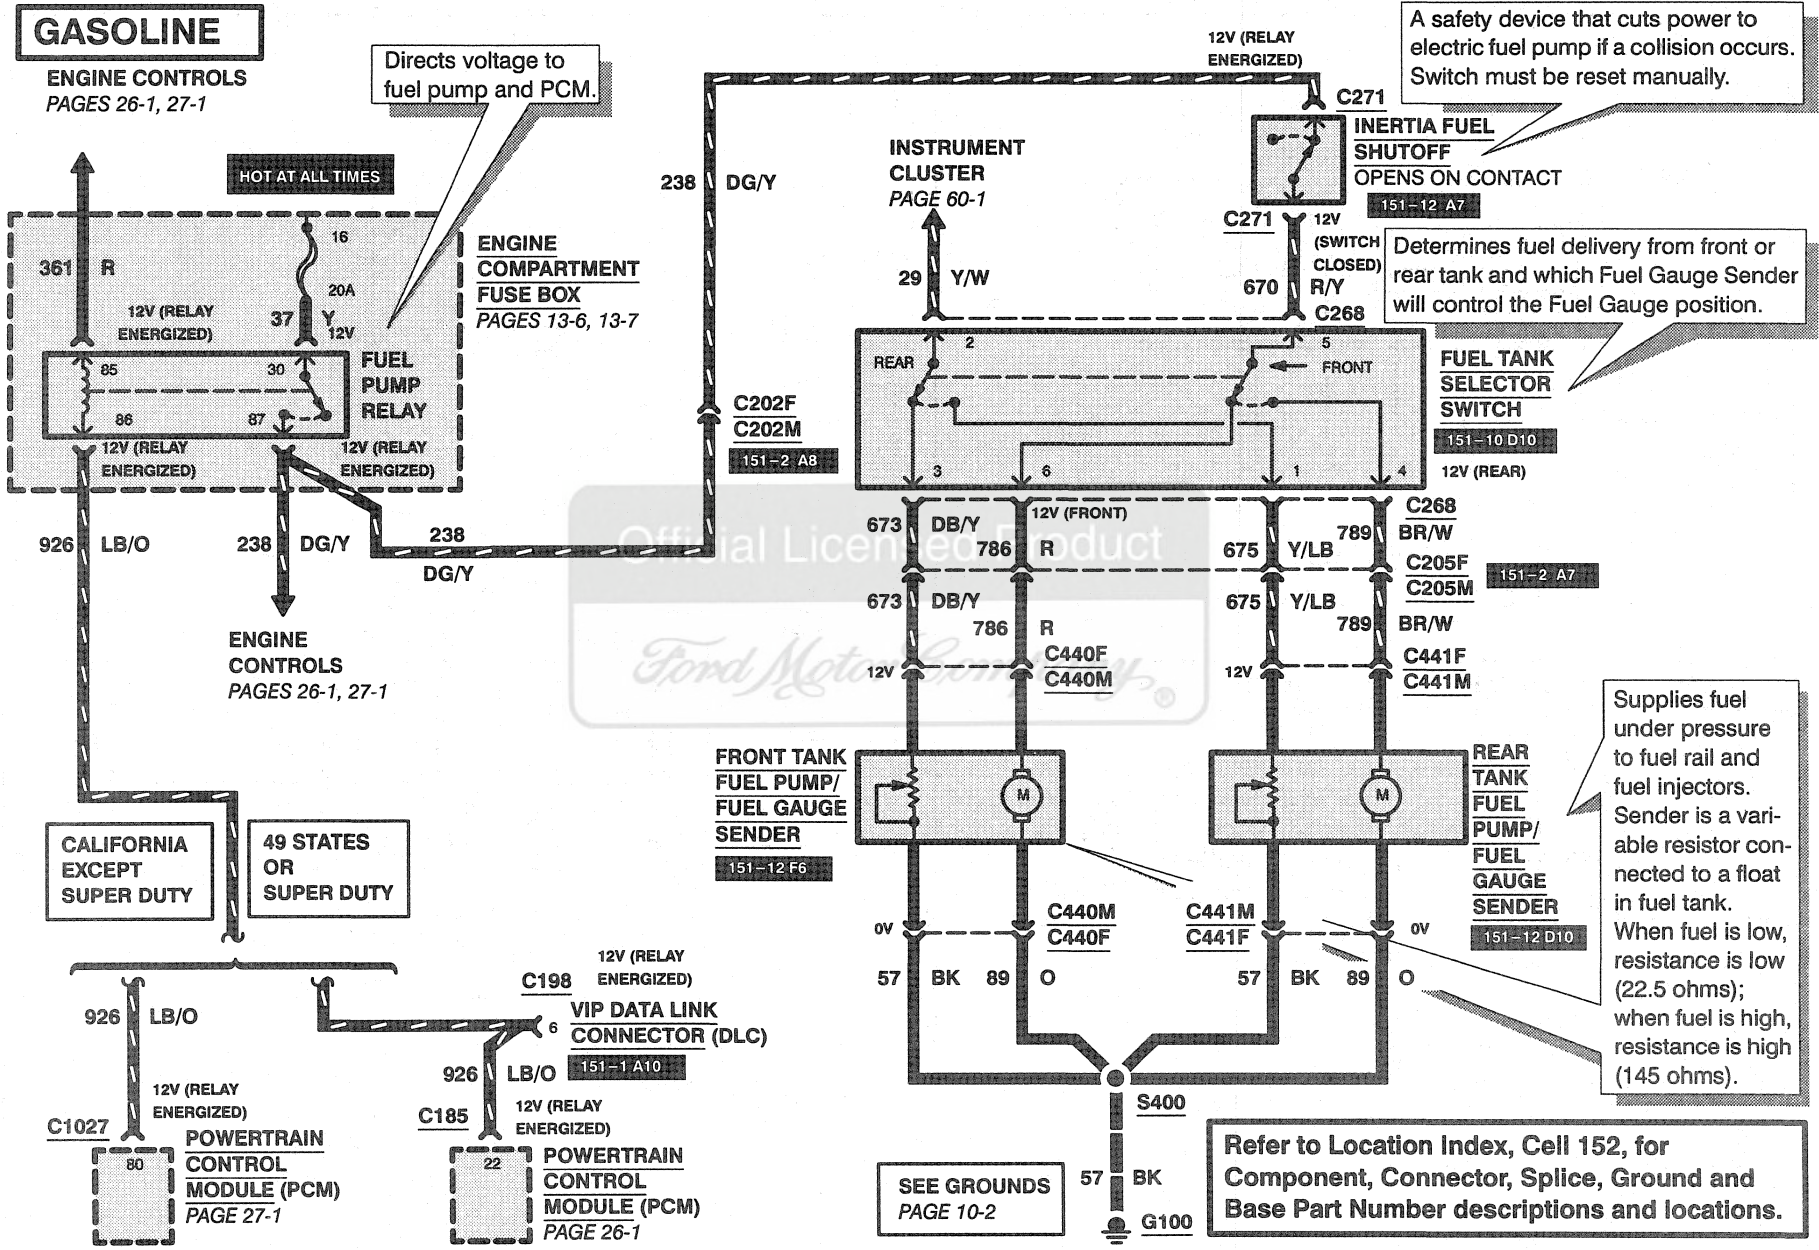 GASOLINE
ENGINE CONTROLS
PAGES 26-1, 27-1
Directs voltage to
fuel pump and PCM.
HOT AT ALL TIMES
361 R
16
20A
12V (RELAY
ENERGIZED)
37 Y
12V
ENGINE
COMPARTMENT
FUSE BOX
PAGES 13-6, 13-7
85
30
86
87
FUEL
PUMP
RELAY
12V (RELAY
ENERGIZED)
12V (RELAY
ENERGIZED)
926 LB/O
238 DG/Y
238
DG/Y
ENGINE
CONTROLS
PAGES 26-1, 27-1
238 DG/Y
C202F
C202M
151-2 A8
12V (RELAY
ENERGIZED)
C271
A safety device that cuts power to
electric fuel pump if a collision occurs.
Switch must be reset manually.
INERTIA FUEL
SHUTOFF
OPENS ON CONTACT
151-12 A7
C271
12V
(SWITCH
CLOSED)
670 R/Y
C268
INSTRUMENT
CLUSTER
PAGE 60-1
29 Y/W
Determines fuel delivery from front or
rear tank and which Fuel Gauge Sender
will control the Fuel Gauge position.
REAR
2
5
FRONT
3
6
1
4
FUEL TANK
SELECTOR
SWITCH
151-10 D10
12V (REAR)
12V (FRONT)
C268
673 DB/Y
786 R
675 Y/LB
789 BR/W
C205F
C205M
151-2 A7
673 DB/Y
786 R
675 Y/LB
789 BR/W
12V
C440F
C440M
12V
C441F
C441M
Official Licensed Product
Ford Motor Company ®
FRONT TANK
FUEL PUMP/
FUEL GAUGE
SENDER
151-12 F6
M
M
REAR
TANK
FUEL
PUMP/
FUEL
GAUGE
SENDER
151-12 D10
Supplies fuel
under pressure
to fuel rail and
fuel injectors.
Sender is a vari-
able resistor con-
nected to a float
in fuel tank.
When fuel is low,
resistance is low
(22.5 ohms);
when fuel is high,
resistance is high
(145 ohms).
0V
C440M
C440F
C441M
C441F
0V
57 BK
89 O
57 BK
89 O
S400
57 BK
G100
SEE GROUNDS
PAGE 10-2
CALIFORNIA
EXCEPT
SUPER DUTY
49 STATES
OR
SUPER DUTY
926 LB/O
12V (RELAY
ENERGIZED)
C1027
80
POWERTRAIN
CONTROL
MODULE (PCM)
PAGE 27-1
C198
12V (RELAY
ENERGIZED)
6
VIP DATA LINK
CONNECTOR (DLC)
151-1 A10
926 LB/O
C185
12V (RELAY
ENERGIZED)
22
POWERTRAIN
CONTROL
MODULE (PCM)
PAGE 26-1
Refer to Location Index, Cell 152, for
Component, Connector, Splice, Ground and
Base Part Number descriptions and locations.